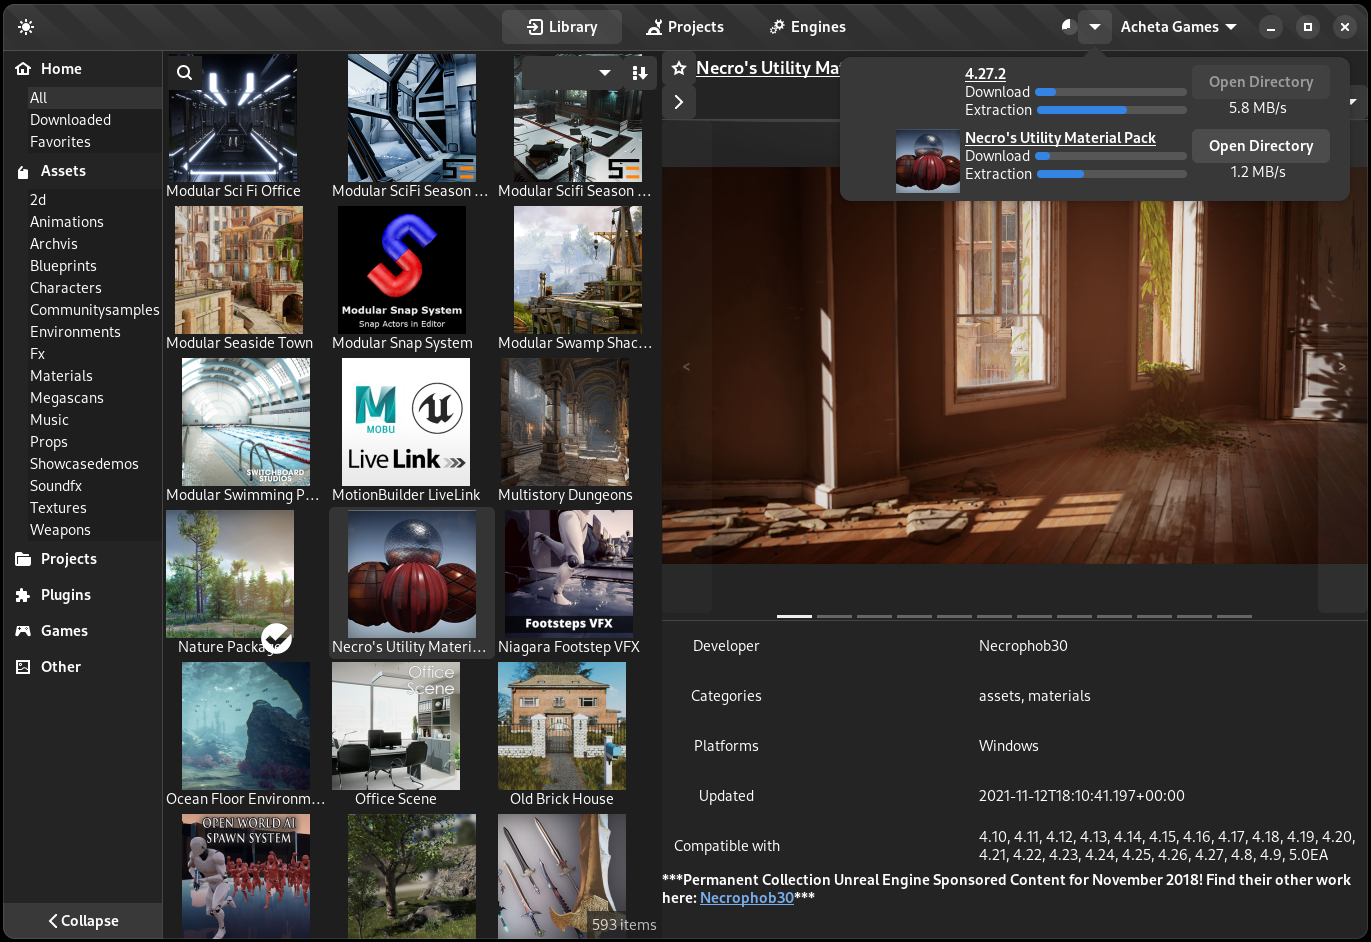 Library
Projects
Engines
Acheta Games
Home
All
Downloaded
Favorites
Assets
2d
Animations
Archvis
Blueprints
Characters
Communitysamples
Environments
Fx
Materials
Megascans
Music
Props
Showcasedemos
Soundfx
Textures
Weapons
Projects
Plugins
Games
Other
Collapse
Modular Sci Fi Office
Modular SciFi Season ...
Modular Scifi Season ...
Modular Seaside Town
Modular Snap System
Snap Actors in Editor
Modular Snap System
Modular Swamp Shac...
SWITCHBOARD
STUDIOS
Modular Swimming P...
MOBU
Live Link
MotionBuilder LiveLink
Multistory Dungeons
Nature Package
Necro's Utility Materi...
Footsteps VFX
Niagara Footstep VFX
Ocean Floor Environm...
Office
Scene
Office Scene
Old Brick House
OPEN WORLD AI
SPAWN SYSTEM
593 items
Necro's Utility Ma
4.27.2
Download
Extraction
Open Directory
5.8 MB/s
Necro's Utility Material Pack
Download
Extraction
Open Directory
1.2 MB/s
<
>
Developer
Necrophob30
Categories
assets, materials
Platforms
Windows
Updated
2021-11-12T18:10:41.197+00:00
Compatible with
4.10, 4.11, 4.12, 4.13, 4.14, 4.15, 4.16, 4.17, 4.18, 4.19, 4.20,
4.21, 4.22, 4.23, 4.24, 4.25, 4.26, 4.27, 4.8, 4.9, 5.0EA
***Permanent Collection Unreal Engine Sponsored Content for November 2018! Find their other work
here: Necrophob30***